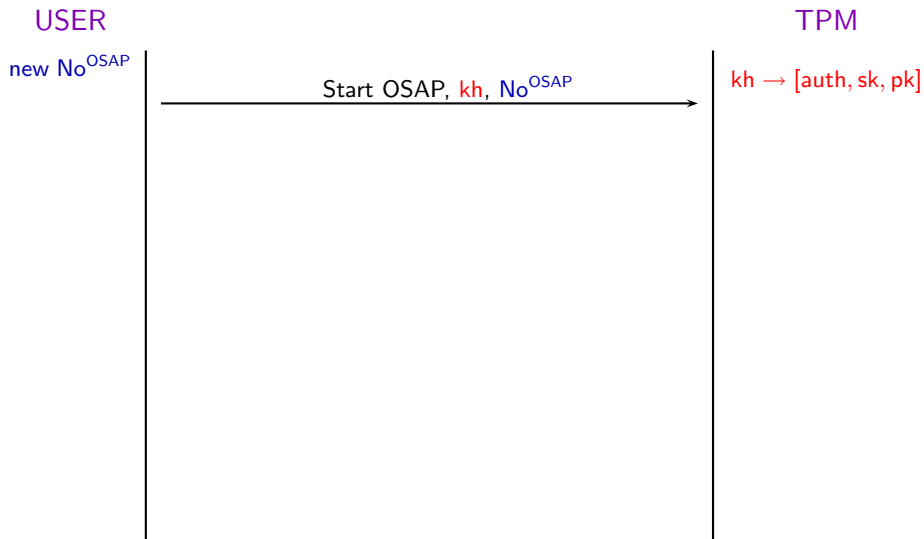 USER
TPM
new No^OSAP
Start OSAP, kh, No^OSAP
kh → [auth, sk, pk]